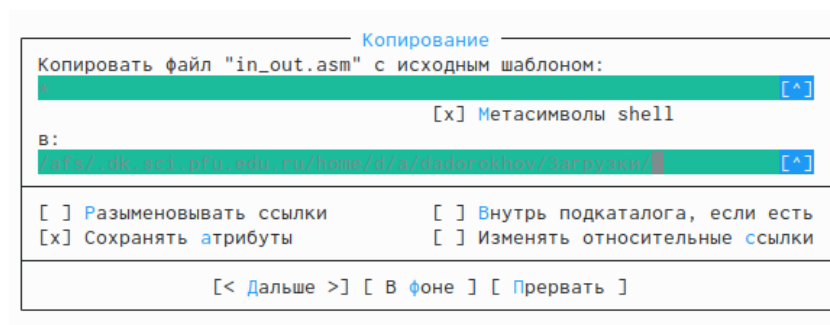 Копирование
Копировать файл "in_out.asm" с исходным шаблоном:
* [^]
[x] Метасимволы shell
в:
/afs/.dk.sci.pfu.edu.ru/home/d/a/dadorokhov/Загрузки/ [^]
[ ] Разыменовывать ссылки [ ] Внутрь подкаталога, если есть
[x] Сохранять атрибуты [ ] Изменять относительные ссылки
[< Дальше >] [ В фоне ] [ Прервать ]